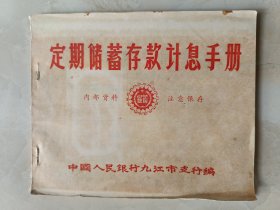 定期储蓄存款计息手册
内部资料 注意保存
中国人民银行九江市支行编